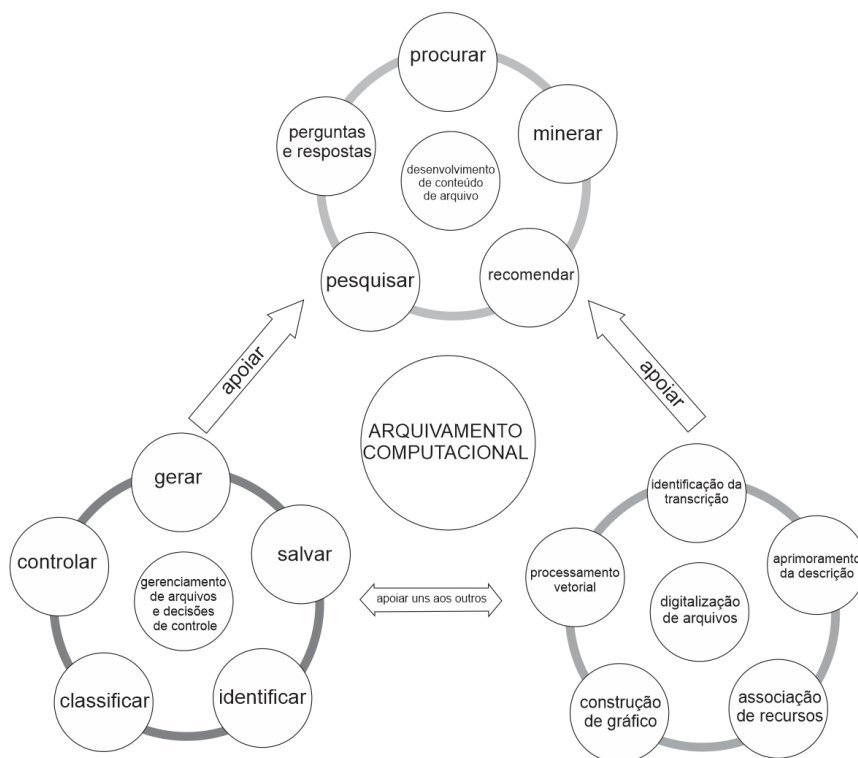 procurar
perguntas
e respostas
minerar
desenvolvimento
de conteúdo
de arquivo
pesquisar
recomendar
apoiar
apoiar
ARQUIVAMENTO
COMPUTACIONAL
gerar
controlar
salvar
gerenciamento
de arquivos
e decisões
de controle
classificar
identificar
apoiar uns aos outros
identificação da
transcrição
processamento
vetorial
aprimoramento
da descrição
digitalização
de arquivos
construção
de gráfico
associação
de recursos